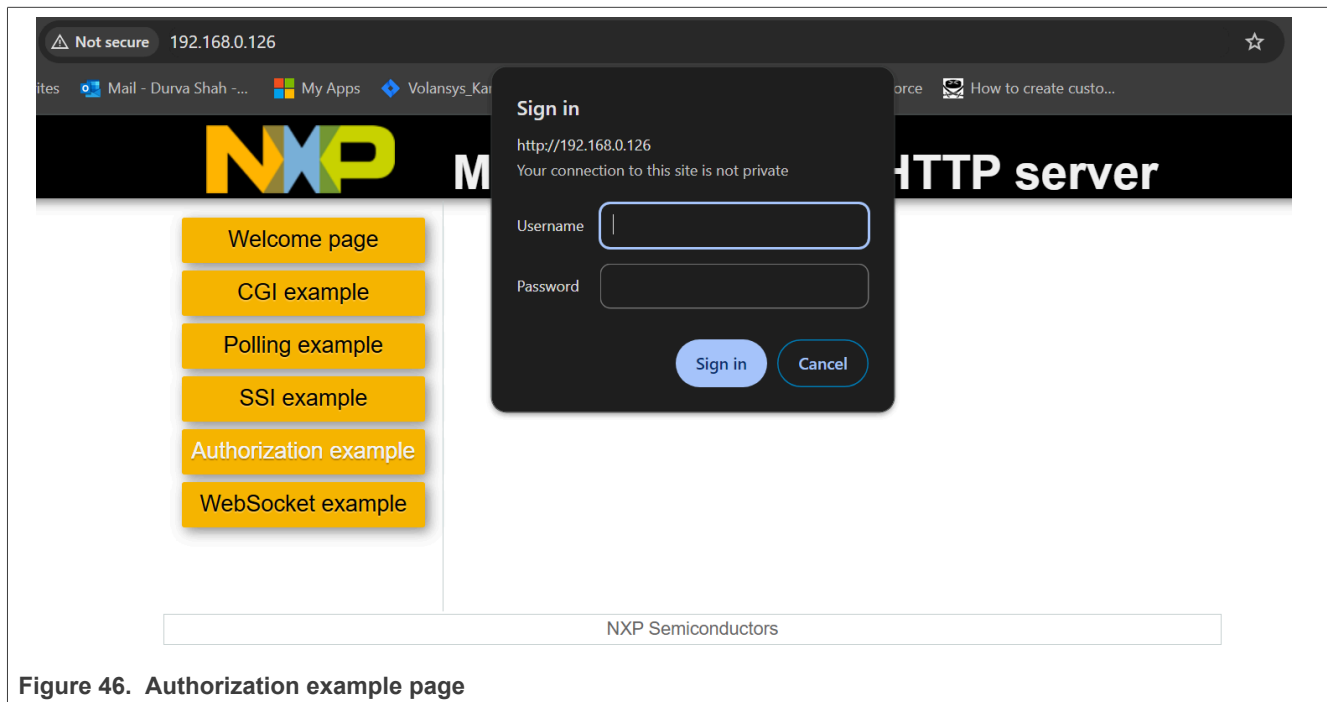 Not secure 192.168.0.126
ites Mail - Durva Shah -... My Apps Volansys_Ka orce How to create custo...
Sign in
http://192.168.0.126
Your connection to this site is not private
NXP M HTTP server
Username
Password
Sign in Cancel
Welcome page
CGI example
Polling example
SSI example
Authorization example
WebSocket example
NXP Semiconductors
Figure 46. Authorization example page